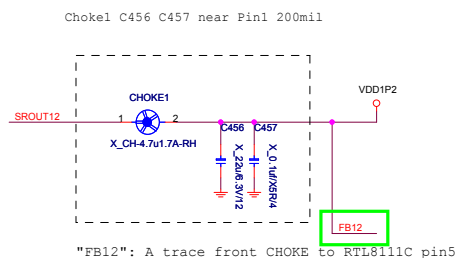 Choke1 C456 C457 near Pin1 200mil
CHOKE1
VDD1P2
SROUT12
1
2
X_CH-4.7u1.7A-RH
C456
C457
X_22u/6.3V/12
X_0.1uf/X5R/4
FB12
"FB12": A trace front CHOKE to RTL8111C pin5